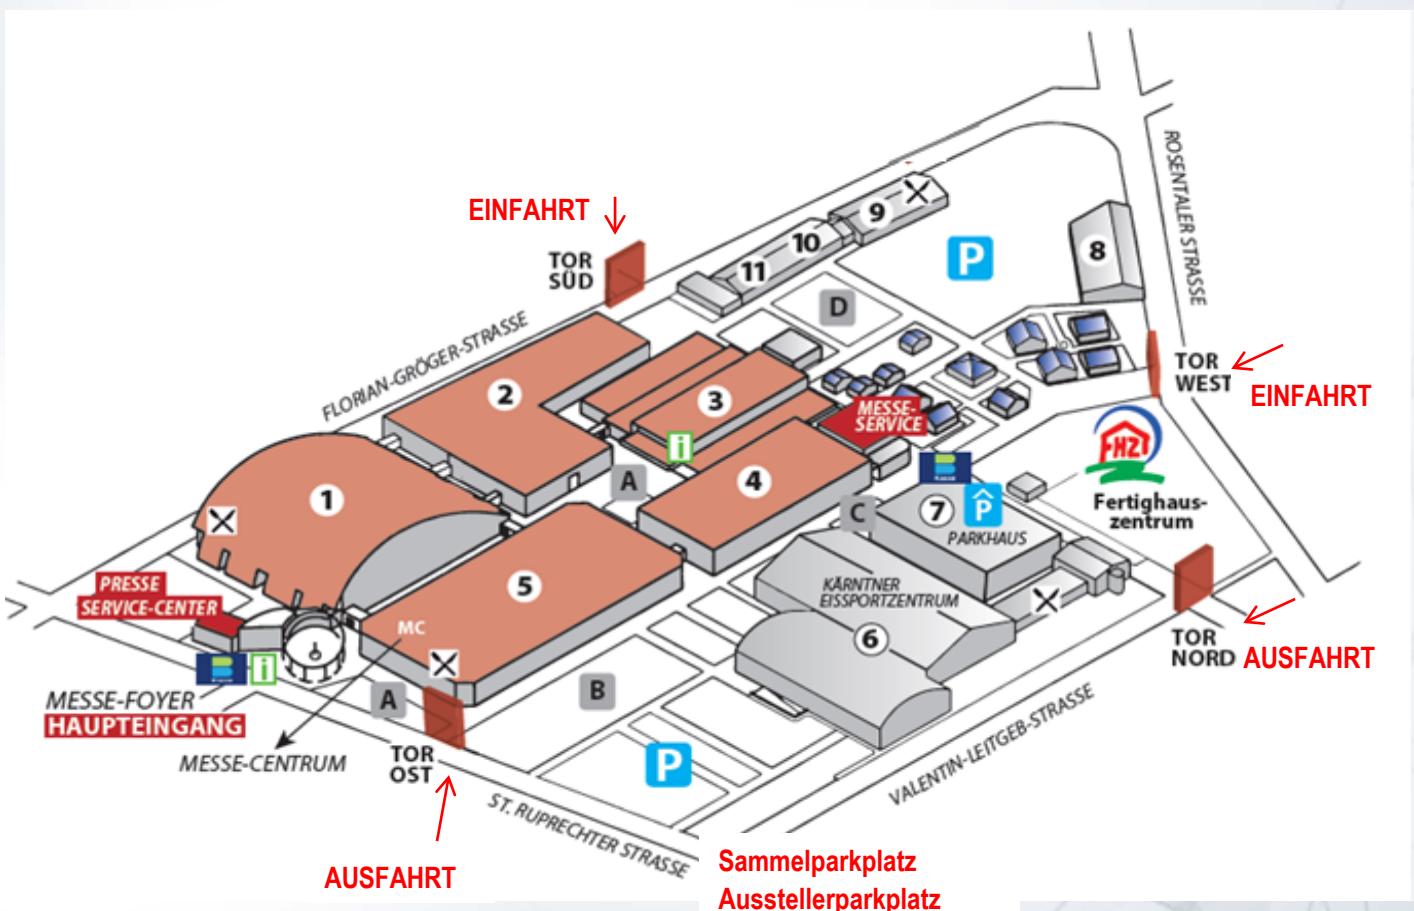 ROSENTALER STRASSE
EINFAHRT
9
10
11
8
P
TOR
SÜD
D
FLORIAN-GRÖGER-STRASSE
TOR
WEST
EINFAHRT
2
3
MESSE-
SERVICE
i
FHZ
1
A
4
C
7
P
PARKHAUS
Fertighaus-
zentrum
5
KÄRNTNER
EISSPORTZENTRUM
PRESSE
SERVICE-CENTER
MC
6
TOR
NORD
AUSFAHRT
i
MESSE-FOYER
HAUPTEINGANG
A
B
MESSE-CENTRUM
TOR
OST
P
VALENTIN-LEITGEB-STRASSE
ST. RUPRECHTER STRASSE
AUSFAHRT
Sammelparkplatz
Ausstellerparkplatz